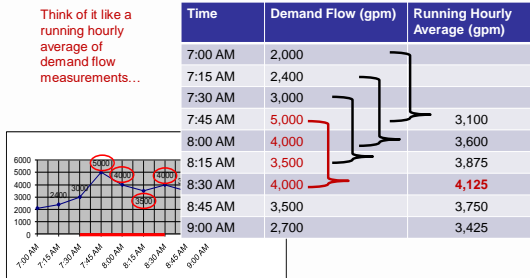 Think of it like a
running hourly
average of
demand flow
measurements…
Time Demand Flow (gpm) Running Hourly
Average (gpm)
7:00 AM 2,000
7:15 AM 2,400
7:30 AM 3,000
7:45 AM 5,000 3,100
8:00 AM 4,000 3,600
8:15 AM 3,500 3,875
8:30 AM 4,000 4,125
8:45 AM 3,500 3,750
9:00 AM 2,700 3,425
6000
5000
4000
3000
2000
1000
0
2400
3000
5000
4000
3500
4000
7:00 AM
7:15 AM
7:30 AM
7:45 AM
8:00 AM
8:15 AM
8:30 AM
8:45 AM
9:00 AM